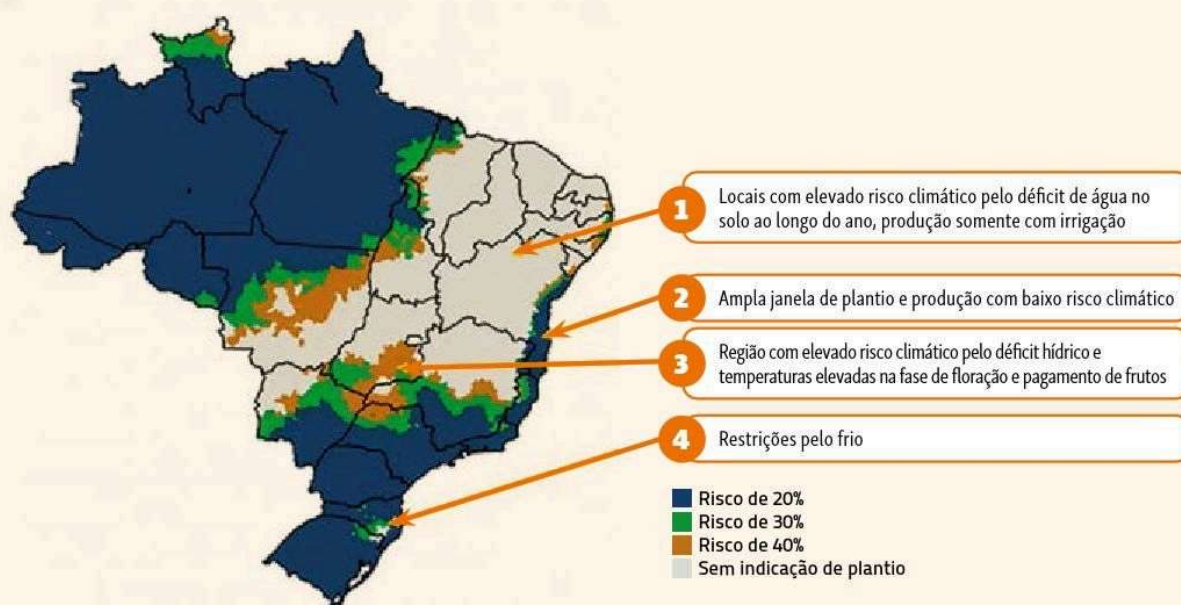 1
Locais com elevado risco climático pelo déficit de água no
solo ao longo do ano, produção somente com irrigação
2
Ampla janela de plantio e produção com baixo risco climático
3
Região com elevado risco climático pelo déficit hídrico e
temperaturas elevadas na fase de floração e pagamento de frutos
4
Restrições pelo frio
Risco de 20%
Risco de 30%
Risco de 40%
Sem indicação de plantio